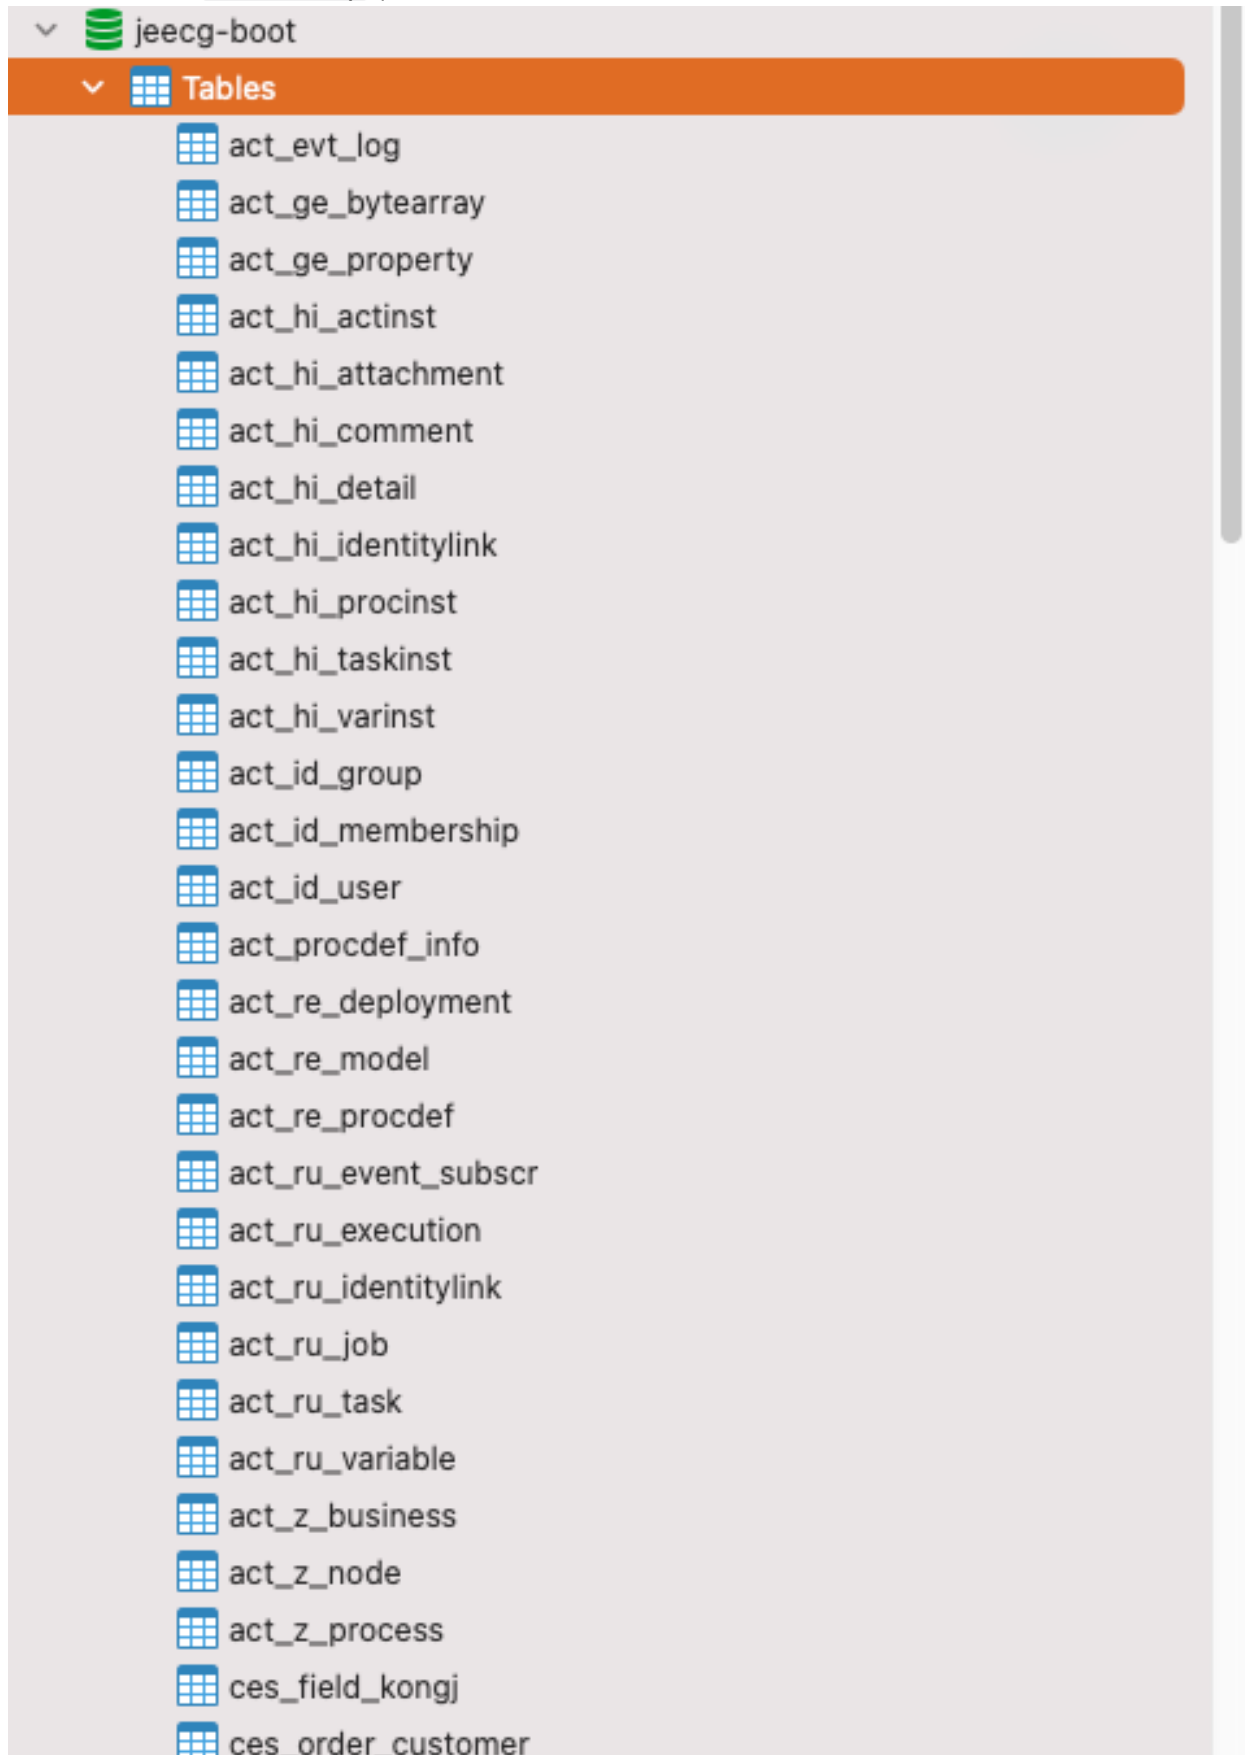 jeecg-boot
Tables
act_evt_log
act_ge_bytearray
act_ge_property
act_hi_actinst
act_hi_attachment
act_hi_comment
act_hi_detail
act_hi_identitylink
act_hi_procinst
act_hi_taskinst
act_hi_varinst
act_id_group
act_id_membership
act_id_user
act_procdef_info
act_re_deployment
act_re_model
act_re_procdef
act_ru_event_subscr
act_ru_execution
act_ru_identitylink
act_ru_job
act_ru_task
act_ru_variable
act_z_business
act_z_node
act_z_process
ces_field_kongj
ces_order_customer